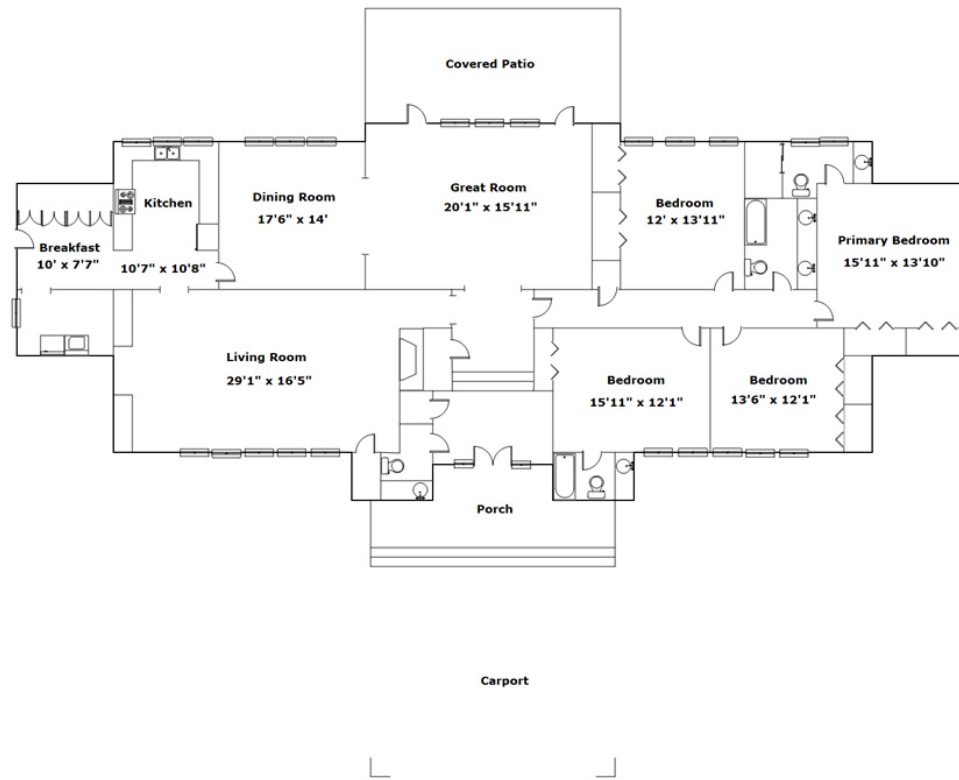 Covered Patio
Kitchen
10'7" x 10'8"
Dining Room
17'6" x 14'
Great Room
20'1" x 15'11"
Bedroom
12' x 13'11"
Breakfast
10' x 7'7"
Primary Bedroom
15'11" x 13'10"
Living Room
29'1" x 16'5"
Bedroom
15'11" x 12'1"
Bedroom
13'6" x 12'1"
Porch
Carport